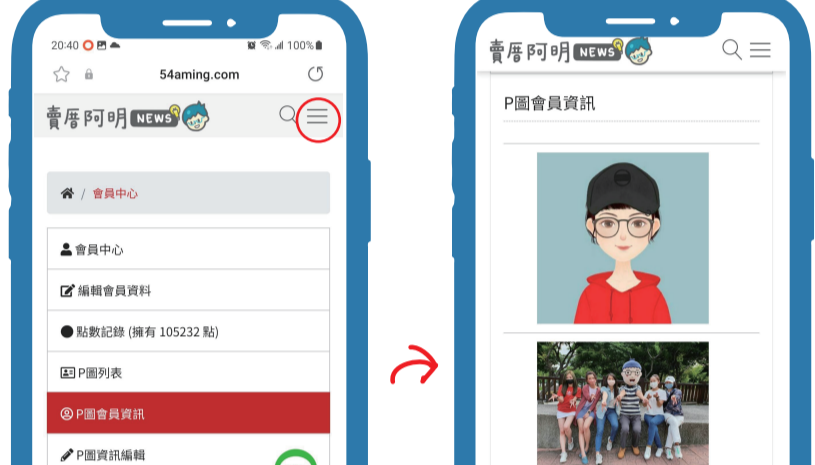 20:40
100%
54aming.com
賣厝阿明 NEWS
/ 會員中心
會員中心
編輯會員資料
點數記錄 (擁有 105232 點)
P圖列表
P圖會員資訊
P圖資訊編輯
賣厝阿明 NEWS
P圖會員資訊